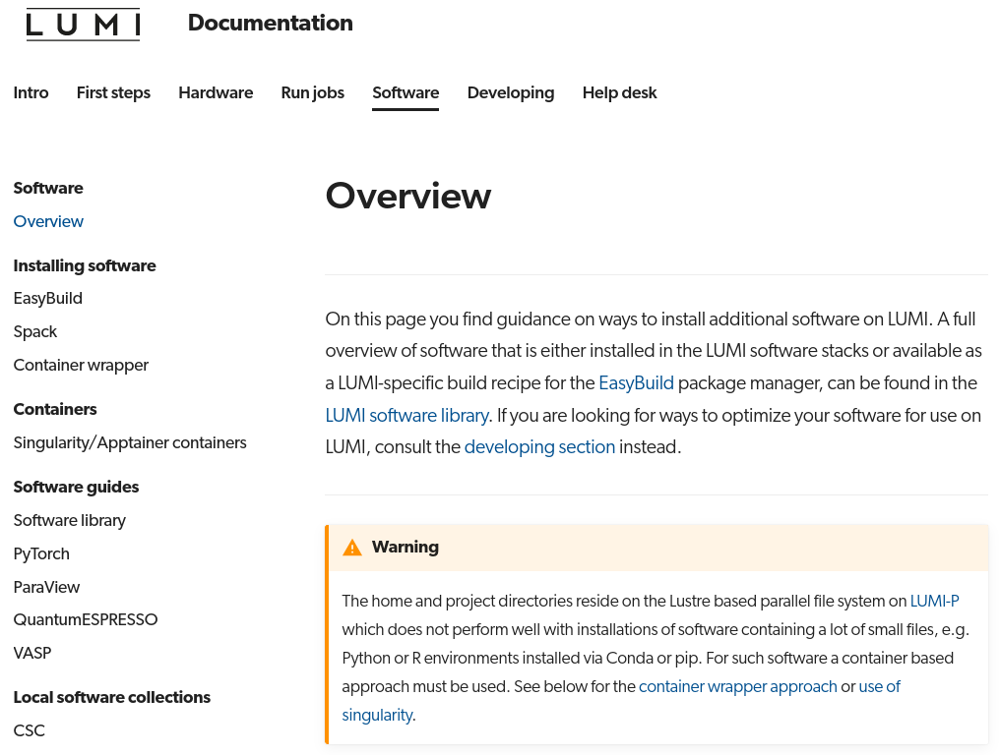 LUMI Documentation
Intro First steps Hardware Run jobs Software Developing Help desk
Software
Overview
Installing software
EasyBuild
Spack
Container wrapper
Containers
Singularity/Apptainer containers
Software guides
Software library
PyTorch
ParaView
QuantumESPRESSO
VASP
Local software collections
CSC
Overview
On this page you find guidance on ways to install additional software on LUMI. A full
overview of software that is either installed in the LUMI software stacks or available as
a LUMI-specific build recipe for the EasyBuild package manager, can be found in the
LUMI software library. If you are looking for ways to optimize your software for use on
LUMI, consult the developing section instead.
Warning
The home and project directories reside on the Lustre based parallel file system on LUMI-P
which does not perform well with installations of software containing a lot of small files, e.g.
Python or R environments installed via Conda or pip. For such software a container based
approach must be used. See below for the container wrapper approach or use of
singularity.